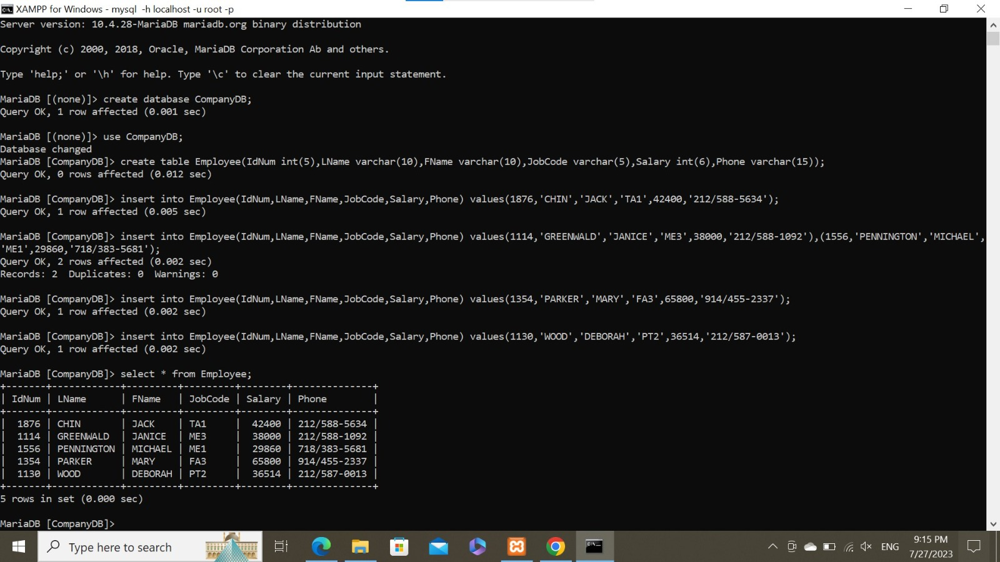 XAMPP for Windows - mysql  -h localhost -u root -p
Server version: 10.4.28-MariaDB mariadb.org binary distribution
Copyright (c) 2000, 2018, Oracle, MariaDB Corporation Ab and others.
Type 'help;' or '\h' for help. Type '\c' to clear the current input statement.
MariaDB [(none)]> create database CompanyDB;
Query OK, 1 row affected (0.001 sec)
MariaDB [(none)]> use CompanyDB;
Database changed
MariaDB [CompanyDB]> create table Employee(IdNum int(5),LName varchar(10),FName varchar(10),JobCode varchar(5),Salary int(6),Phone varchar(15));
Query OK, 0 rows affected (0.012 sec)
MariaDB [CompanyDB]> insert into Employee(IdNum,LName,FName,JobCode,Salary,Phone) values(1876,'CHIN','JACK','TA1',42400,'212/588-5634');
Query OK, 1 row affected (0.005 sec)
MariaDB [CompanyDB]> insert into Employee(IdNum,LName,FName,JobCode,Salary,Phone) values(1114,'GREENWALD','JANICE','ME3',38000,'212/588-1092'),(1556,'PENNINGTON','MICHAEL',
'ME1',29860,'718/383-5681');
Query OK, 2 rows affected (0.002 sec)
Records: 2  Duplicates: 0  Warnings: 0
MariaDB [CompanyDB]> insert into Employee(IdNum,LName,FName,JobCode,Salary,Phone) values(1354,'PARKER','MARY','FA3',65800,'914/455-2337');
Query OK, 1 row affected (0.002 sec)
MariaDB [CompanyDB]> insert into Employee(IdNum,LName,FName,JobCode,Salary,Phone) values(1130,'WOOD','DEBORAH','PT2',36514,'212/587-0013');
Query OK, 1 row affected (0.002 sec)
MariaDB [CompanyDB]> select * from Employee;
+-------+------------+---------+---------+--------+--------------+
| IdNum | LName      | FName   | JobCode | Salary | Phone        |
+-------+------------+---------+---------+--------+--------------+
|  1876 | CHIN       | JACK    | TA1     |  42400 | 212/588-5634 |
|  1114 | GREENWALD  | JANICE  | ME3     |  38000 | 212/588-1092 |
|  1556 | PENNINGTON | MICHAEL | ME1     |  29860 | 718/383-5681 |
|  1354 | PARKER     | MARY    | FA3     |  65800 | 914/455-2337 |
|  1130 | WOOD       | DEBORAH | PT2     |  36514 | 212/587-0013 |
+-------+------------+---------+---------+--------+--------------+
5 rows in set (0.000 sec)
MariaDB [CompanyDB]>
Type here to search
ENG
9:15 PM
7/27/2023